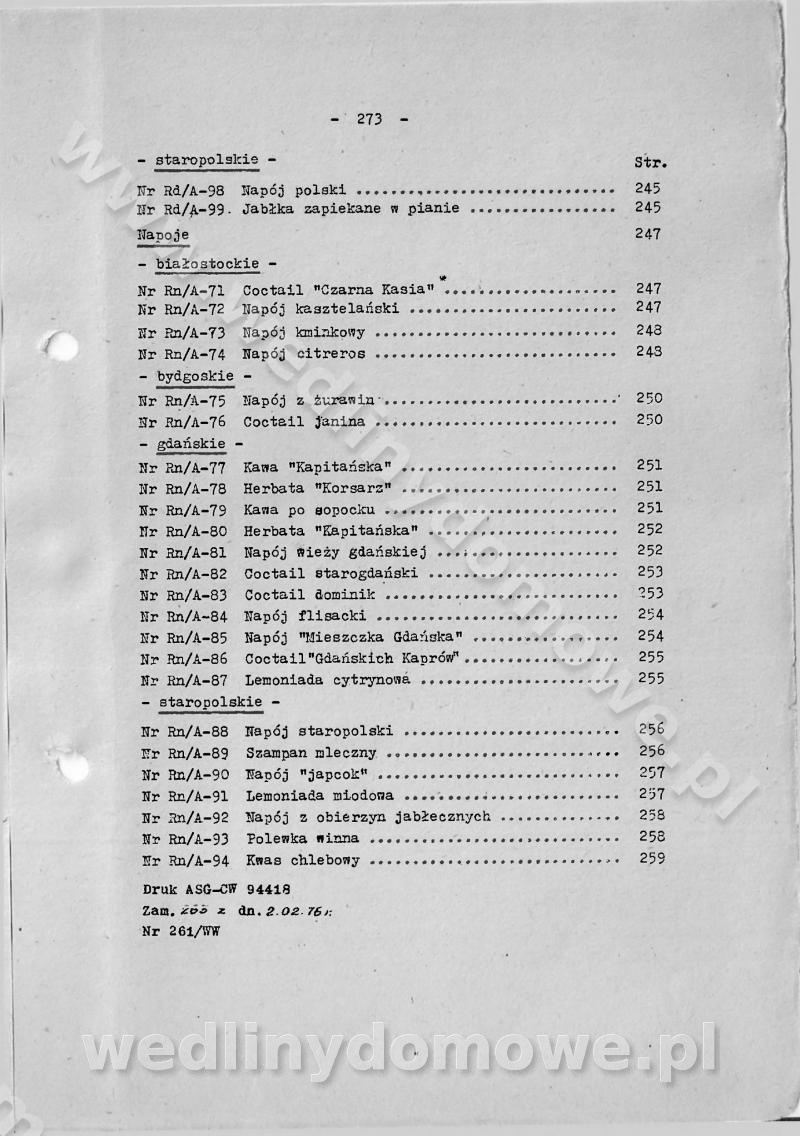 - 273 -
- staropolskie - Str.
Nr Rd/A-98 Napój polski ................................ 245
Nr Rd/A-99. Jabłka zapiekane w pianie .................. 245
Napoje 247
- białostockie -
Nr Rn/A-71 Coctail "Czarna Kasia" ..................... 247
Nr Rn/A-72 Napój kasztelański .......................... 247
Nr Rn/A-73 Napój kminkowy .............................. 248
Nr Rn/A-74 Napój citreros .............................. 248
- bydgoskie -
Nr Rn/A-75 Napój z żurawin ............................. 250
Nr Rn/A-76 Coctail janina .............................. 250
- gdańskie -
Nr Rn/A-77 Kawa "Kapitańska" ........................... 251
Nr Rn/A-78 Herbata "Korsarz" ........................... 251
Nr Rn/A-79 Kawa po sopocku ............................. 251
Nr Rn/A-80 Herbata "Kapitańska" ........................ 252
Nr Rn/A-81 Napój wieży gdańskiej ....................... 252
Nr Rn/A-82 Coctail starogdański ........................ 253
Nr Rn/A-83 Coctail dominik ............................. 253
Nr Rn/A-84 Napój flisacki .............................. 254
Nr Rn/A-85 Napój "Mieszczka Gdańska" ................... 254
Nr Rn/A-86 Coctail"Gdańskich Kaprów".................... 255
Nr Rn/A-87 Lemoniada cytrynowa ......................... 255
- staropolskie -
Nr Rn/A-88 Napój staropolski ........................... 256
Nr Rn/A-89 Szampan mleczny ............................. 256
Nr Rn/A-90 Napój "japcok" .............................. 257
Nr Rn/A-91 Lemoniada miodowa ........................... 257
Nr Rn/A-92 Napój z obierzyn jabłecznych ................ 258
Nr Rn/A-93 Polewka winna ............................... 258
Nr Rn/A-94 Kwas chlebowy ............................... 259
Druk ASG-CW 94418
Zam. z dn. 2.02.76r.
Nr 261/WW
www.wedlinydomowe.pl
wedlinydomowe.pl